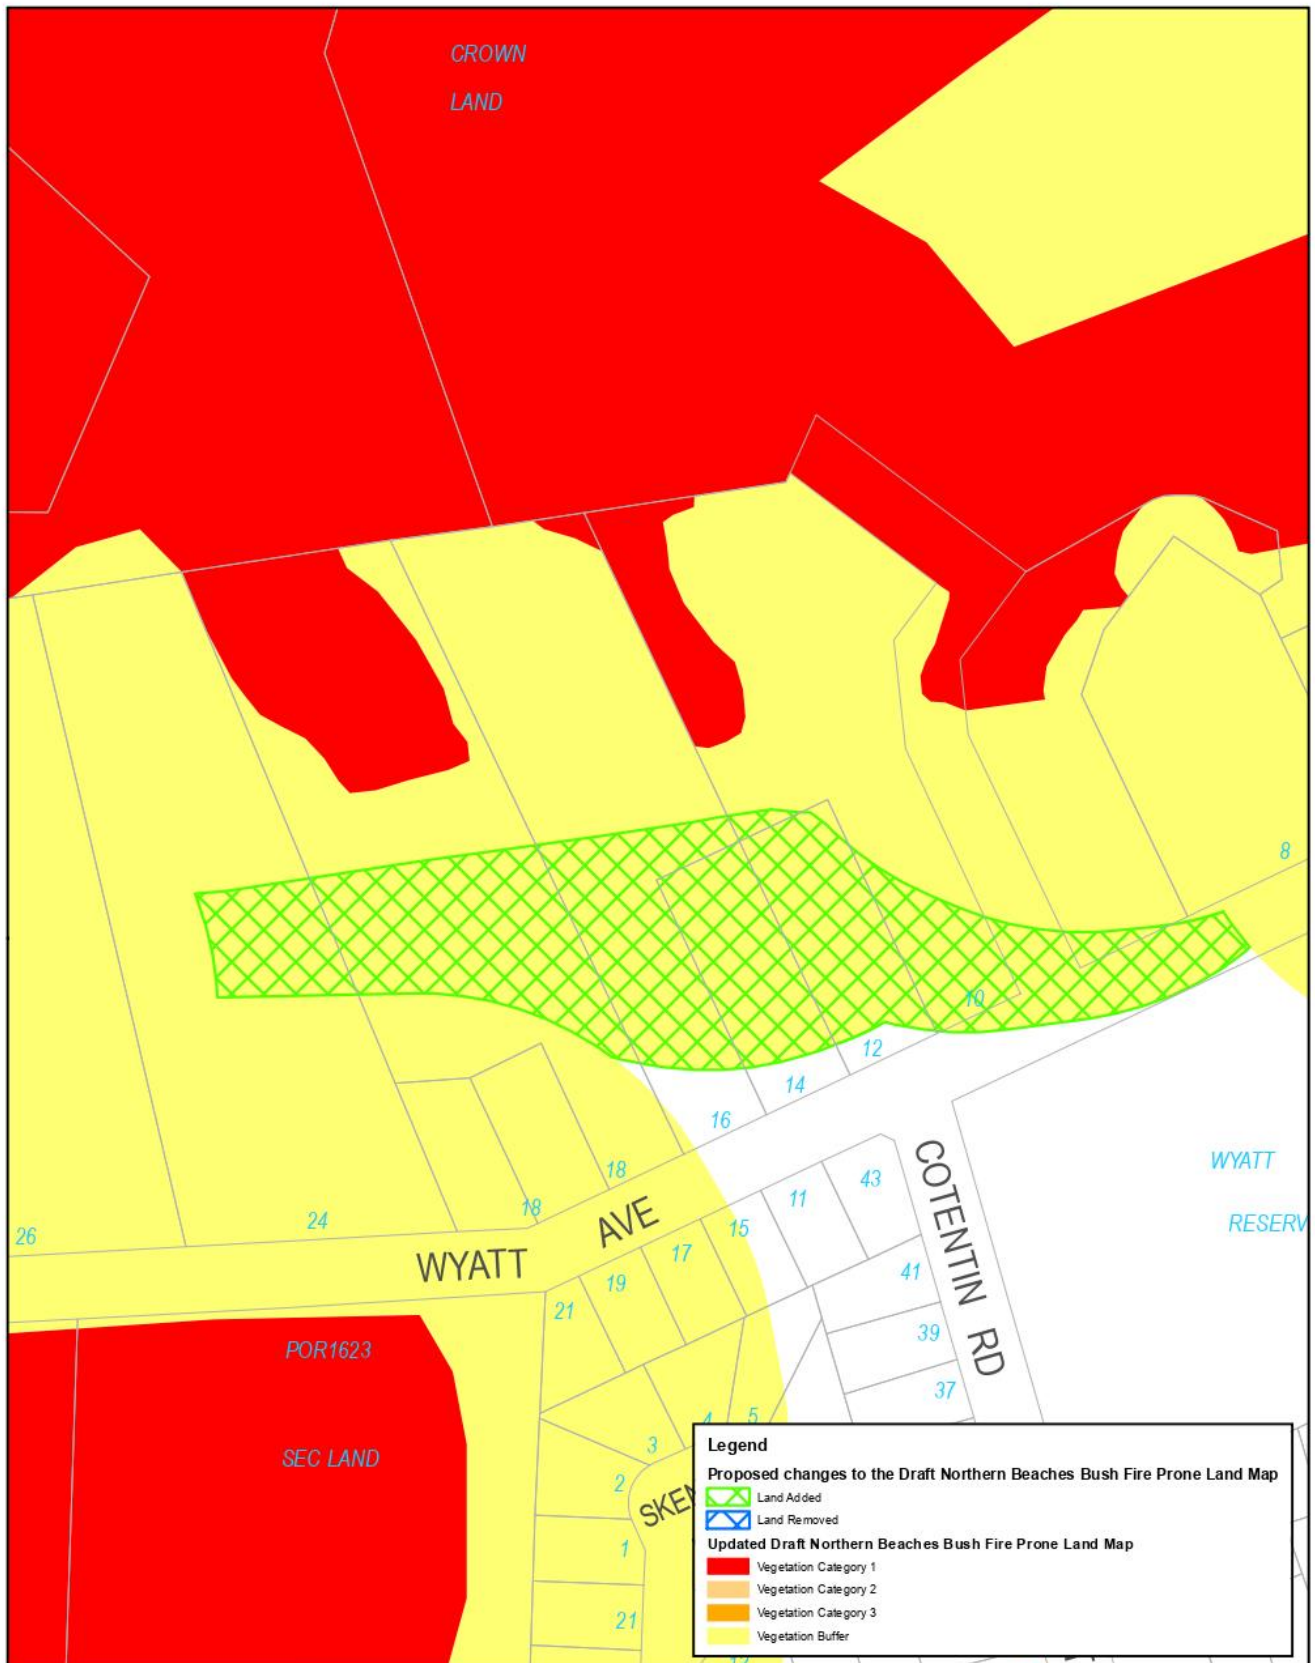 CROWN
LAND
8
10
12
14
16
18
18
24
26
WYATT AVE
COTENTIN RD
WYATT
RESERV
43
11
15
17
19
21
41
39
37
POR1623
SEC LAND
5
4
3
2
1
21
SKEN
Legend
Proposed changes to the Draft Northern Beaches Bush Fire Prone Land Map
Land Added
Land Removed
Updated Draft Northern Beaches Bush Fire Prone Land Map
Vegetation Category 1
Vegetation Category 2
Vegetation Category 3
Vegetation Buffer